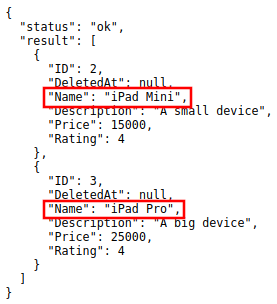 {
  "status": "ok",
  "result": [
    {
      "ID": 2,
      "DeletedAt": null,
      "Name": "iPad Mini",
      "Description": "A small device",
      "Price": 15000,
      "Rating": 4
    },
    {
      "ID": 3,
      "DeletedAt": null,
      "Name": "iPad Pro",
      "Description": "A big device",
      "Price": 25000,
      "Rating": 4
    }
  ]
}